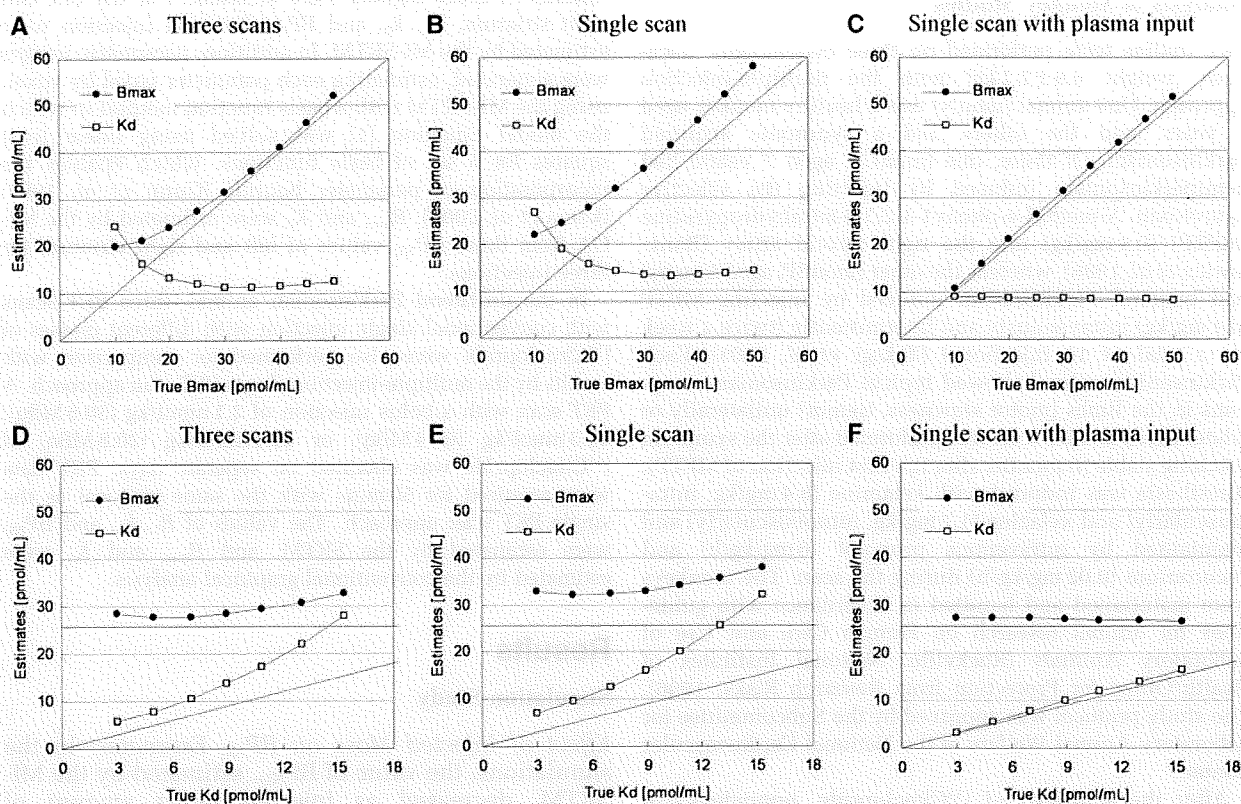 A Three scans
60
50
40
30
20
10
0
Estimates [pmol/mL]
Bmax
Kd
0 10 20 30 40 50 60
True Bmax [pmol/mL]
B Single scan
60
50
40
30
20
10
0
Estimates [pmol/mL]
Bmax
Kd
0 10 20 30 40 50 60
True Bmax [pmol/mL]
C Single scan with plasma input
60
50
40
30
20
10
0
Estimates [pmol/mL]
Bmax
Kd
0 10 20 30 40 50 60
True Bmax [pmol/mL]
D Three scans
60
50
40
30
20
10
0
Estimates [pmol/mL]
Bmax
Kd
0 3 6 9 12 15 18
True Kd [pmol/mL]
E Single scan
60
50
40
30
20
10
0
Estimates [pmol/mL]
Bmax
Kd
0 3 6 9 12 15 18
True Kd [pmol/mL]
F Single scan with plasma input
60
50
40
30
20
10
0
Estimates [pmol/mL]
Bmax
Kd
0 3 6 9 12 15 18
True Kd [pmol/mL]